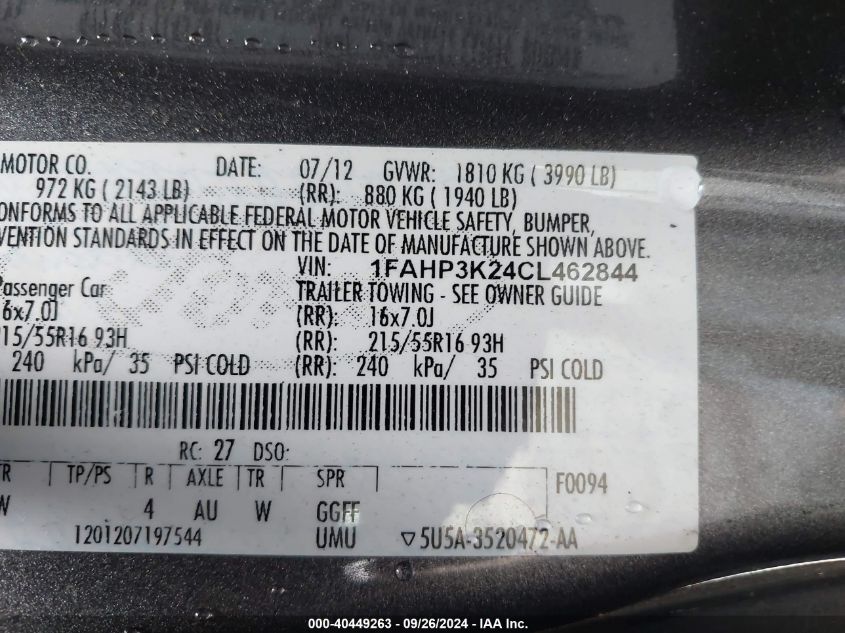 MOTOR CO. DATE: 07/12 GVWR: 1810 KG ( 3990 LB)
972 KG ( 2143 LB) (RR): 880 KG ( 1940 LB)
ONFORMS TO ALL APPLICABLE FEDERAL MOTOR VEHICLE SAFETY, BUMPER,
VENTION STANDARDS IN EFFECT ON THE DATE OF MANUFACTURE SHOWN ABOVE.
VIN: 1FAHP3K24CL462844
Passenger Car TRAILER TOWING - SEE OWNER GUIDE
16x7.0J (RR): 16x7.0J
215/55R16 93H (RR): 215/55R16 93H
240 kPa/ 35 PSI COLD (RR): 240 kPa/ 35 PSI COLD
RC: 27 DSO:
TR TP/PS R AXLE TR SPR F0094
W 4 AU W GGFF
1201207197544 UMU ▽5U5A-3520472-AA
000-40449263 - 09/26/2024 - IAA Inc.